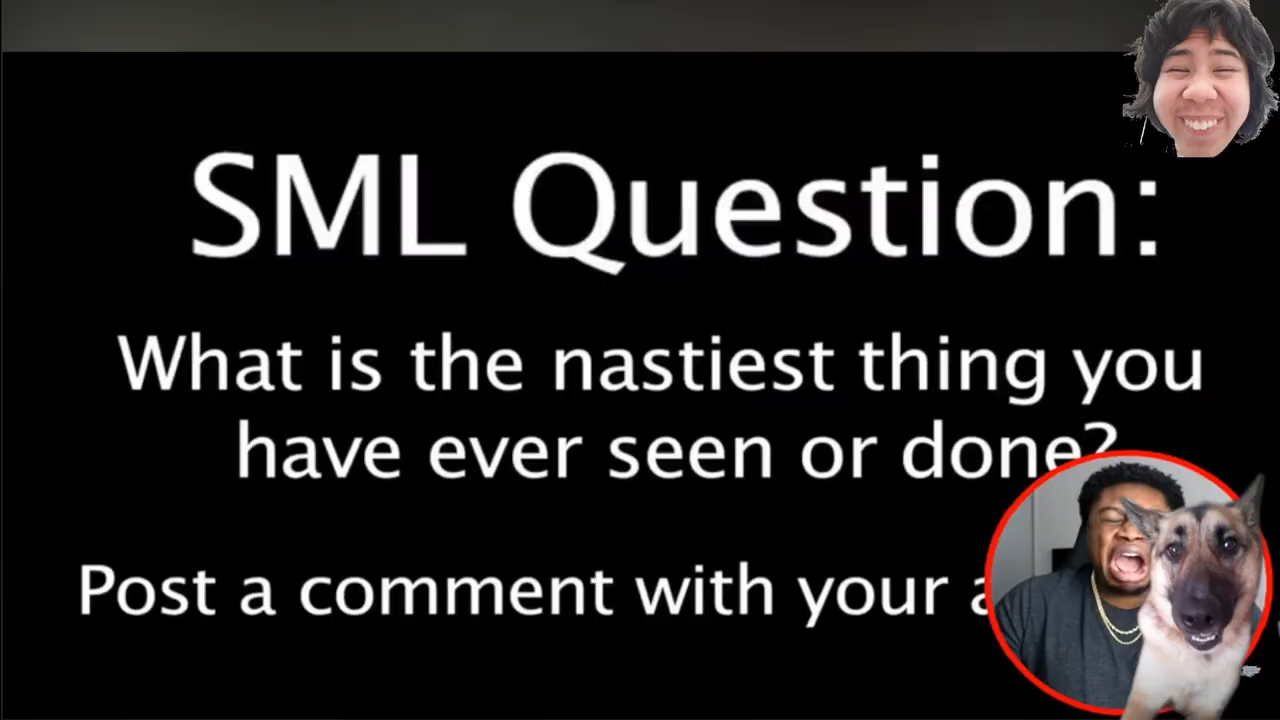 SML Question:
What is the nastiest thing you
have ever seen or done?
Post a comment with your